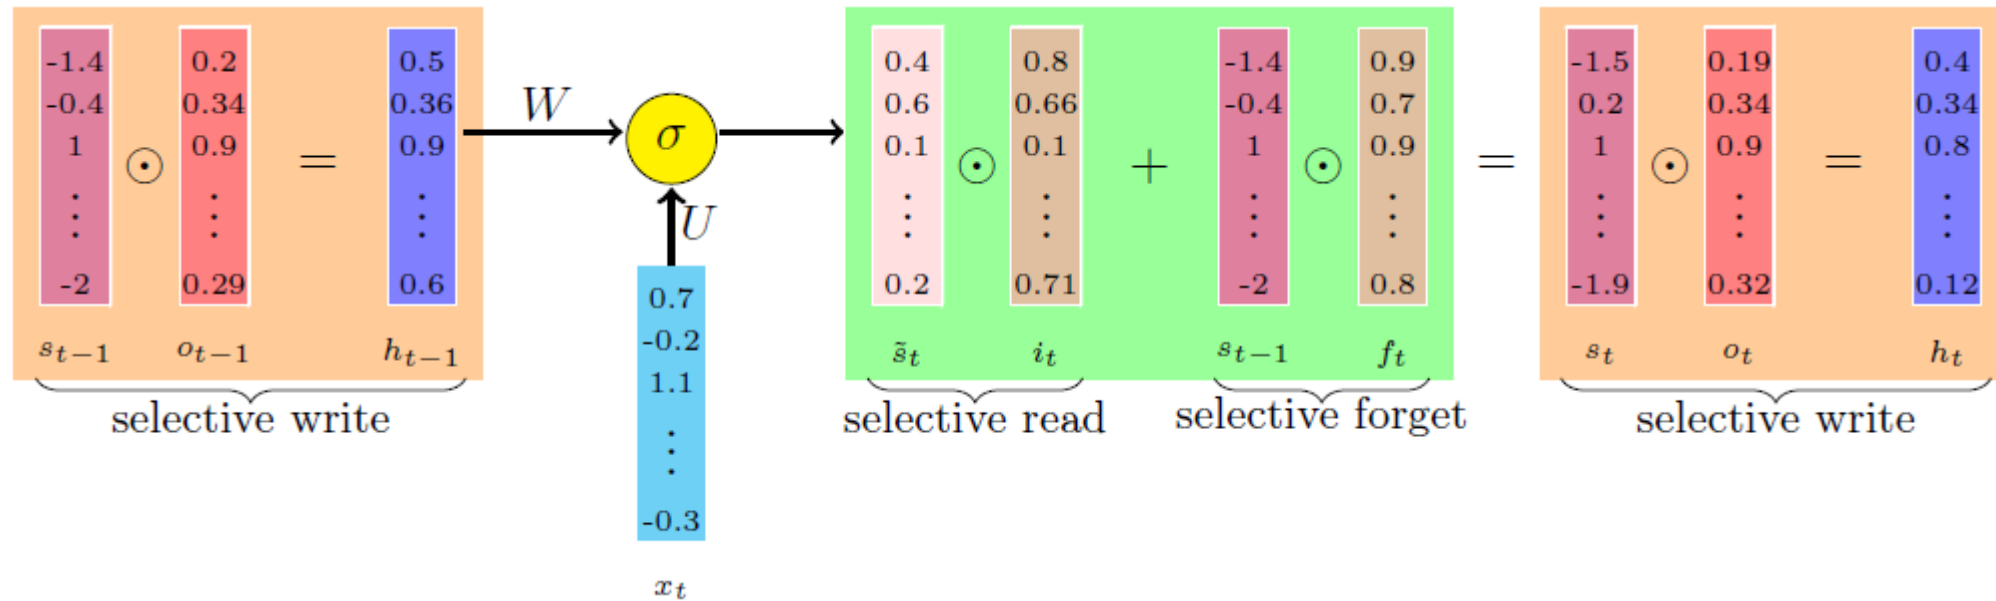 -1.4 0.2 0.5 W σ 0.4 0.8 -1.4 0.9 -1.5 0.19 0.4
-0.4 0.34 0.36 0.6 0.66 -0.4 0.7 0.2 0.34 0.34
1 ⊙ 0.9 = 0.9 0.1 ⊙ 0.1 + 1 ⊙ 0.9 = 1 ⊙ 0.9 = 0.8
⋮ ⋮ ⋮ U ⋮ ⋮ ⋮ ⋮ ⋮ ⋮ ⋮
-2 0.29 0.6 0.2 0.71 -2 0.8 -1.9 0.32 0.12
s_{t−1} o_{t−1} h_{t−1} s̃_t i_t s_{t−1} f_t s_t o_t h_t
selective write selective read selective forget selective write
0.7
-0.2
1.1
⋮
-0.3
x_t